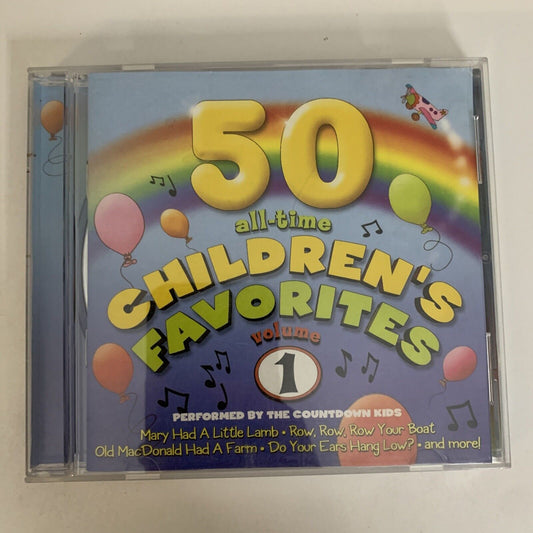 50
all-time
CHILDREN'S
FAVORITES
volume
1
PERFORMED BY THE COUNTDOWN KIDS
Mary Had A Little Lamb • Row, Row, Row Your Boat
Old MacDonald Had A Farm • Do Your Ears Hang Low? • and more!